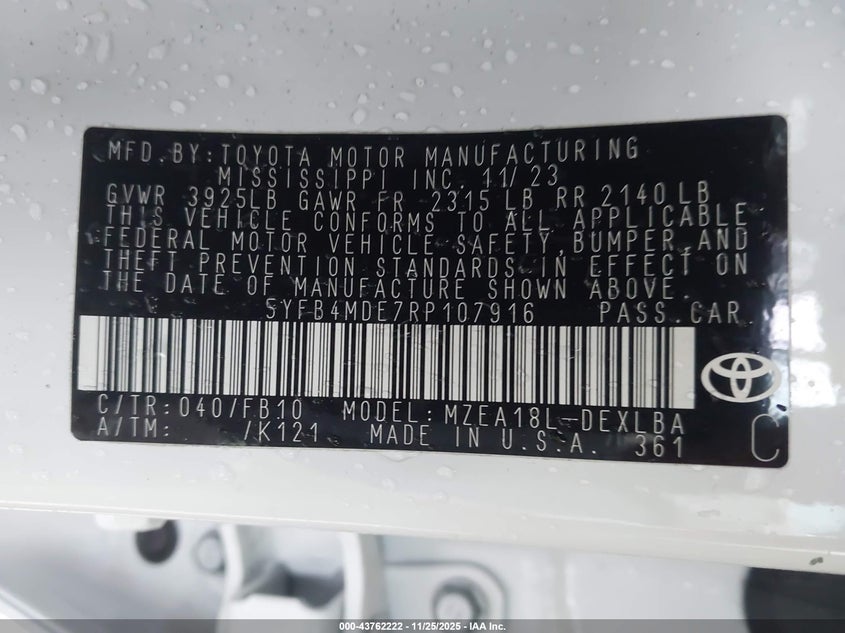 MFD. BY: TOYOTA MOTOR MANUFACTURING
MISSISSIPPI INC. 11/23
GVWR 3925LB GAWR FR 2315 LB RR 2140LB
THIS VEHICLE CONFORMS TO ALL APPLICABLE
FEDERAL MOTOR VEHICLE SAFETY, BUMPER, AND
THEFT PREVENTION STANDARDS IN EFFECT ON
THE DATE OF MANUFACTURE SHOWN ABOVE.
5YFB4MDE7RP107916 PASS. CAR
C/TR: 040/FB10 MODEL: MZEA18L-DEXLBA
A/TM: /K121 MADE IN U.S.A. 361
C
000-43762222 - 11/25/2025 - IAA Inc.